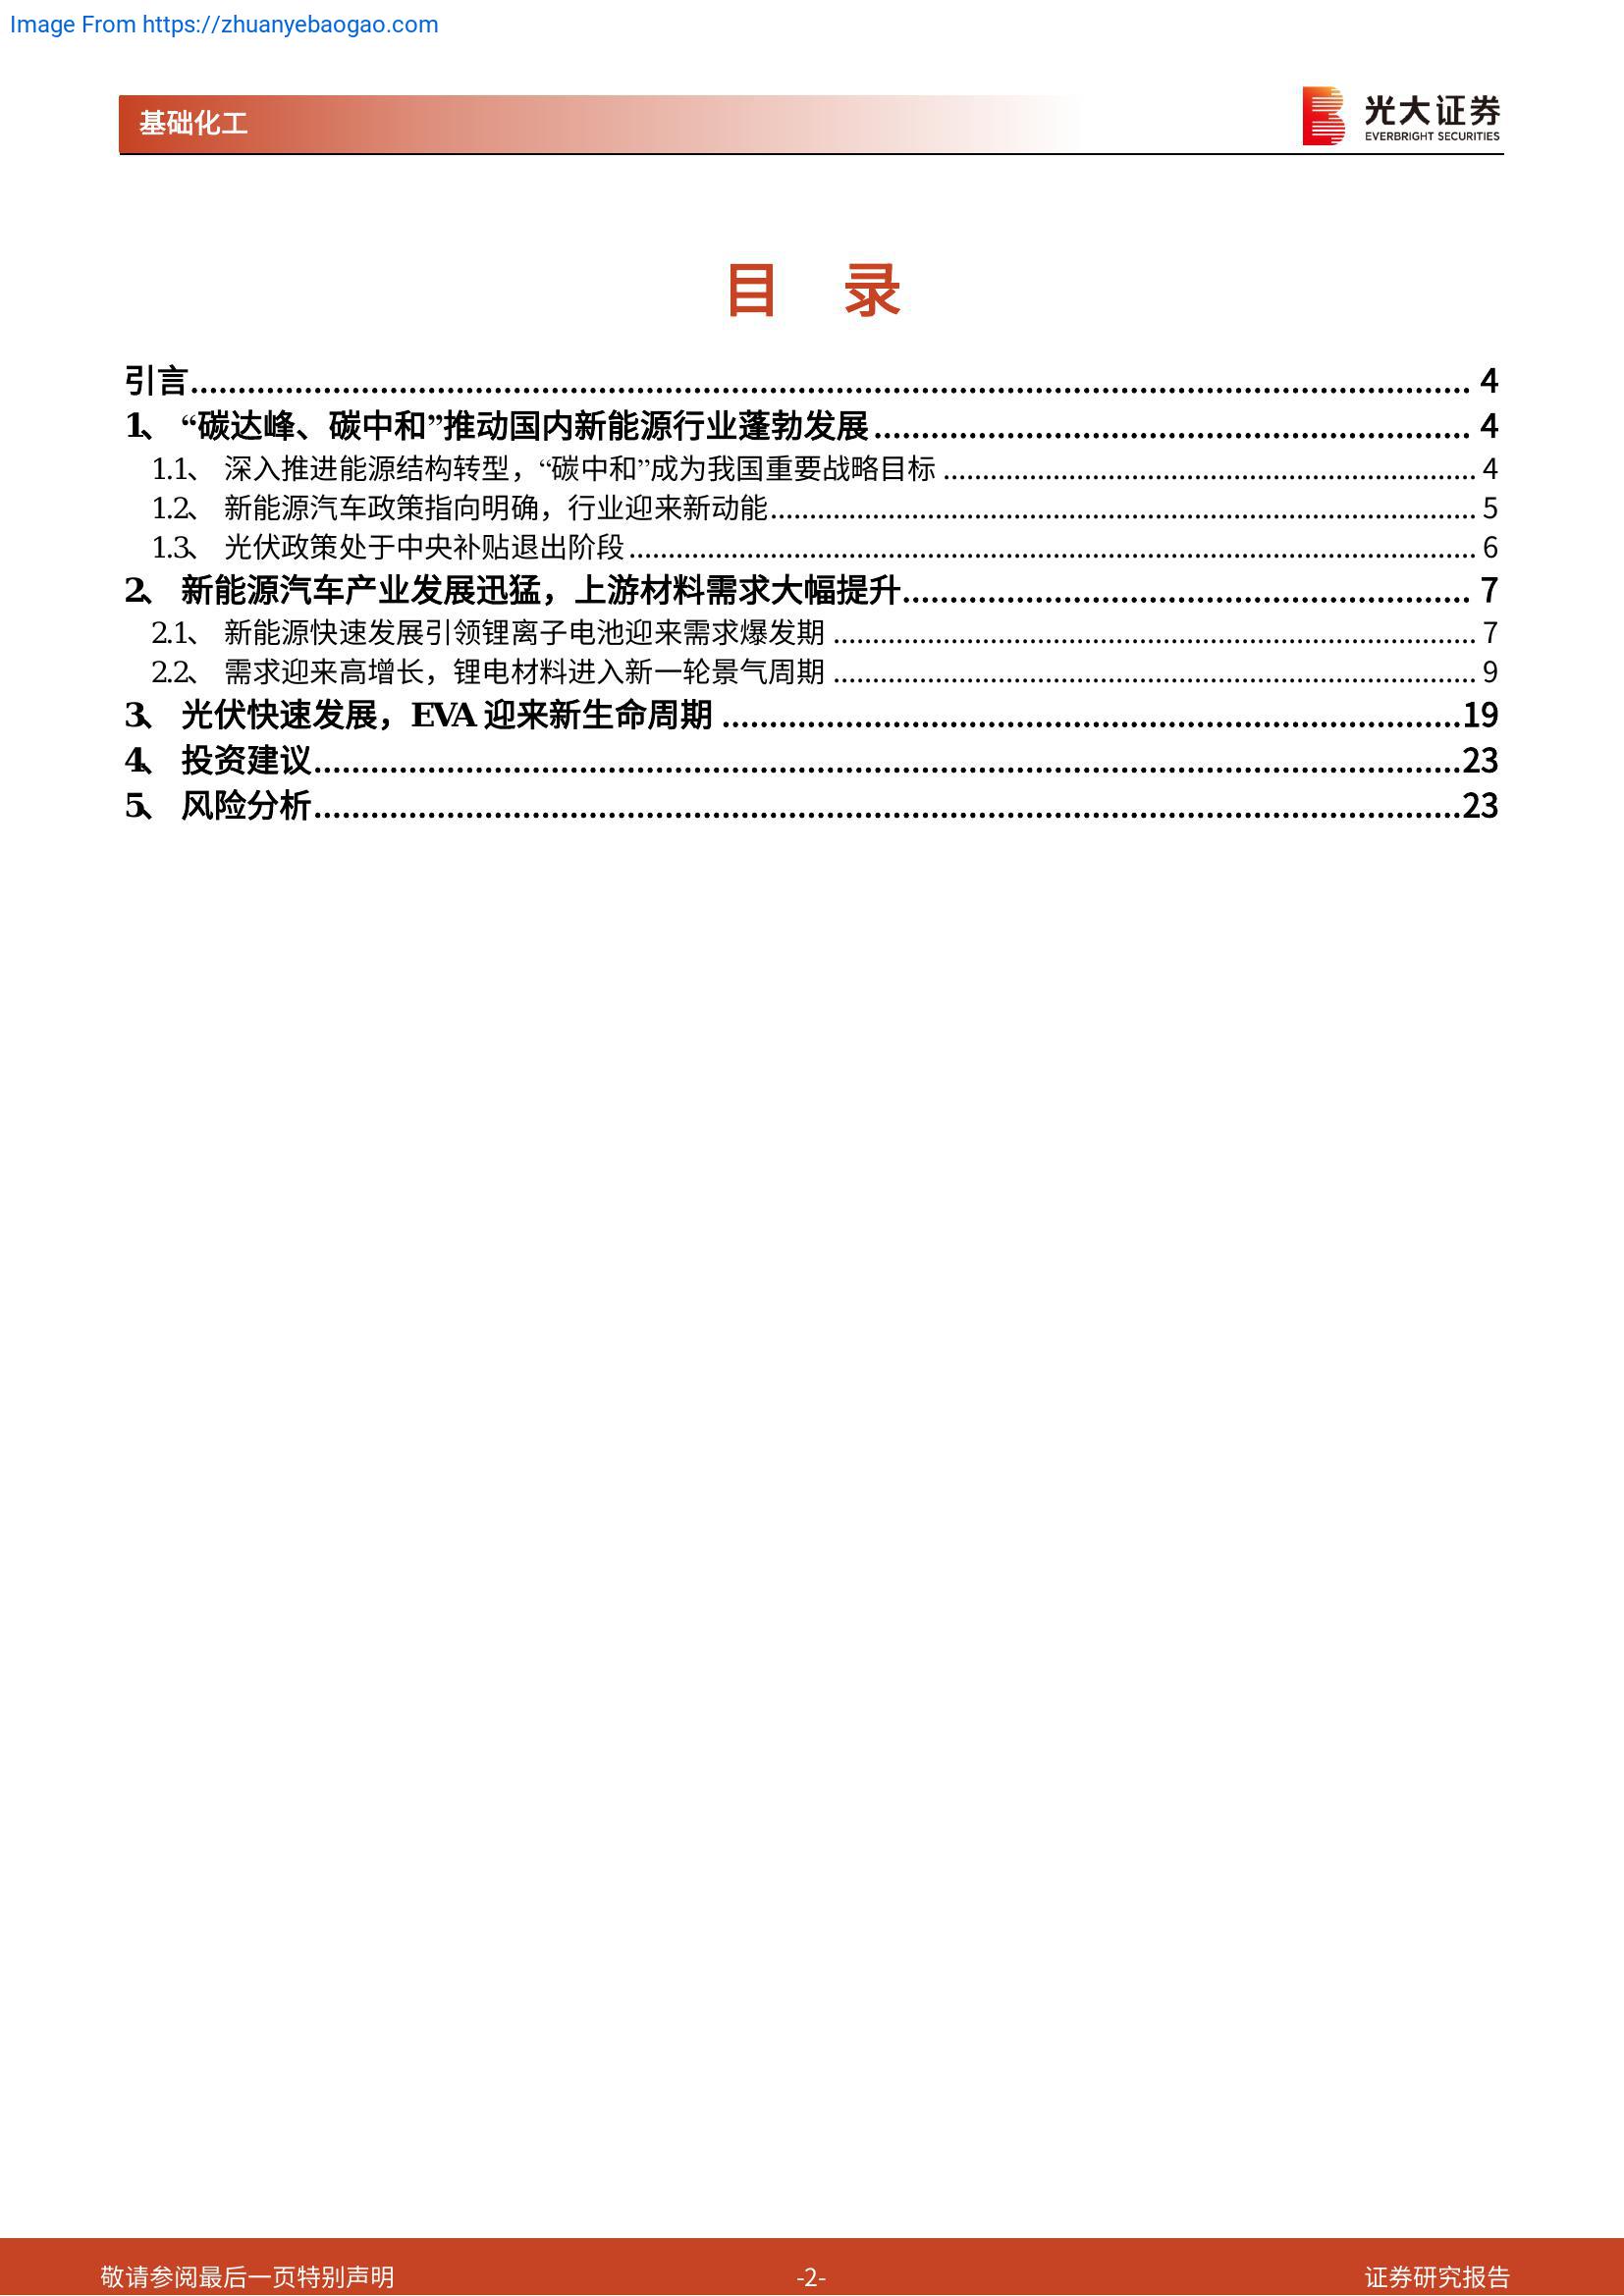 Image From https://zhuanyebaogao.com
基础化工
光大证券
EVERBRIGHT SECURITIES
目 录
引言 4
1、 “碳达峰、碳中和”推动国内新能源行业蓬勃发展 4
1.1、 深入推进能源结构转型，“碳中和”成为我国重要战略目标 4
1.2、 新能源汽车政策指向明确，行业迎来新动能 5
1.3、 光伏政策处于中央补贴退出阶段 6
2、 新能源汽车产业发展迅猛，上游材料需求大幅提升 7
2.1、 新能源快速发展引领锂离子电池迎来需求爆发期 7
2.2、 需求迎来高增长，锂电材料进入新一轮景气周期 9
3、 光伏快速发展，EVA 迎来新生命周期 19
4、 投资建议 23
5、 风险分析 23
敬请参阅最后一页特别声明 -2- 证券研究报告